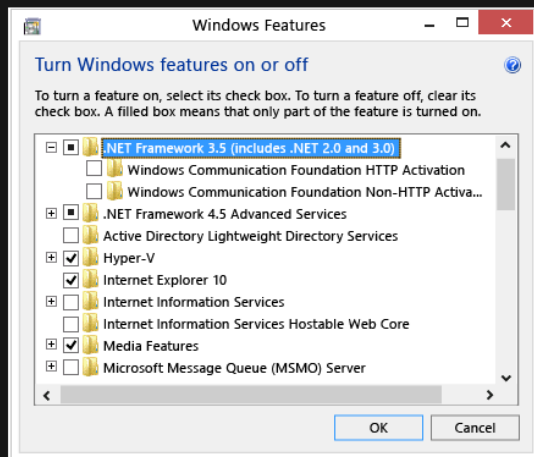 Windows Features
Turn Windows features on or off
To turn a feature on, select its check box. To turn a feature off, clear its
check box. A filled box means that only part of the feature is turned on.
.NET Framework 3.5 (includes .NET 2.0 and 3.0)
Windows Communication Foundation HTTP Activation
Windows Communication Foundation Non-HTTP Activa...
.NET Framework 4.5 Advanced Services
Active Directory Lightweight Directory Services
Hyper-V
Internet Explorer 10
Internet Information Services
Internet Information Services Hostable Web Core
Media Features
Microsoft Message Queue (MSMO) Server
OK
Cancel